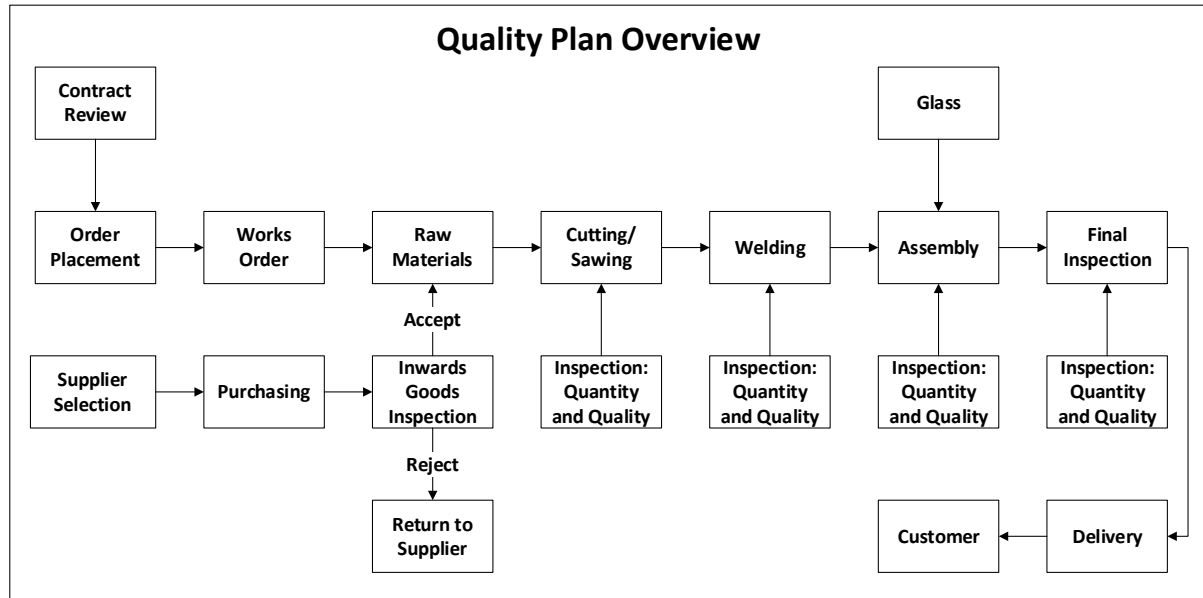 Quality Plan Overview
Contract
Review
Glass
Order
Placement
Works
Order
Raw
Materials
Cutting/
Sawing
Welding
Assembly
Final
Inspection
Accept
Supplier
Selection
Purchasing
Inwards
Goods
Inspection
Inspection:
Quantity
and Quality
Inspection:
Quantity
and Quality
Inspection:
Quantity
and Quality
Inspection:
Quantity
and Quality
Reject
Return to
Supplier
Customer
Delivery